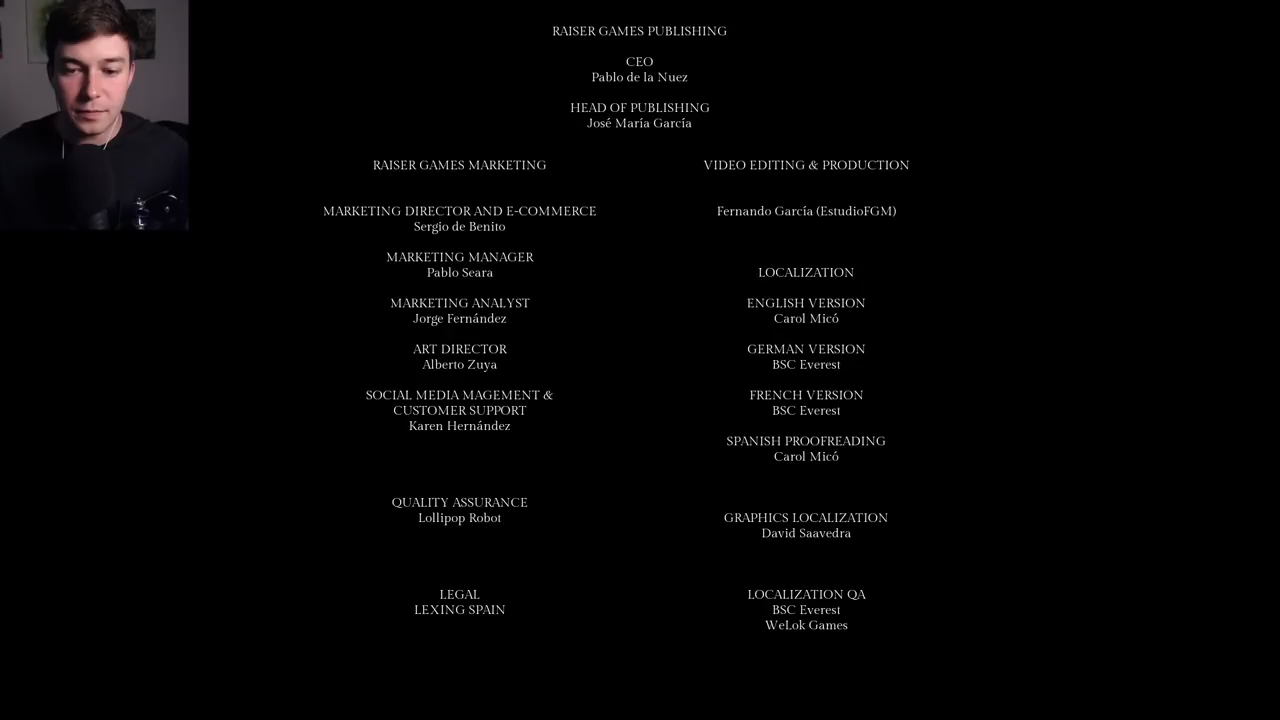 RAISER GAMES PUBLISHING
CEO
Pablo de la Nuez
HEAD OF PUBLISHING
José María García
RAISER GAMES MARKETING
MARKETING DIRECTOR AND E-COMMERCE
Sergio de Benito
MARKETING MANAGER
Pablo Seara
MARKETING ANALYST
Jorge Fernández
ART DIRECTOR
Alberto Zuya
SOCIAL MEDIA MAGEMENT &
CUSTOMER SUPPORT
Karen Hernández
QUALITY ASSURANCE
Lollipop Robot
LEGAL
LEXING SPAIN
VIDEO EDITING & PRODUCTION
Fernando García (EstudioFGM)
LOCALIZATION
ENGLISH VERSION
Carol Micó
GERMAN VERSION
BSC Everest
FRENCH VERSION
BSC Everest
SPANISH PROOFREADING
Carol Micó
GRAPHICS LOCALIZATION
David Saavedra
LOCALIZATION QA
BSC Everest
WeLok Games